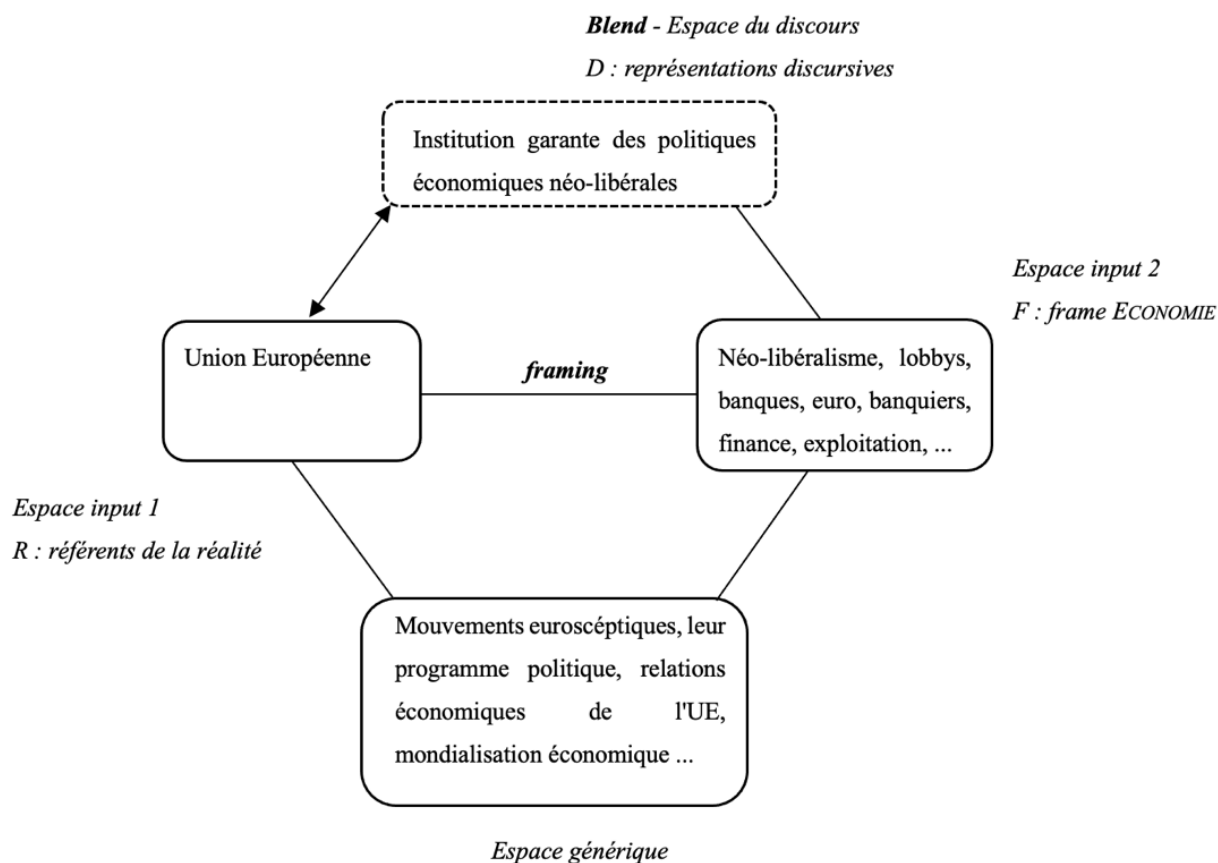 Blend - Espace du discours
D : représentations discursives
Institution garante des politiques
économiques néo-libérales
Espace input 2
F : frame ECONOMIE
Union Européenne
framing
Néo-libéralisme, lobbys,
banques, euro, banquiers,
finance, exploitation, ...
Espace input 1
R : référents de la réalité
Mouvements euroscéptiques, leur
programme politique, relations
économiques de l'UE,
mondialisation économique ...
Espace générique